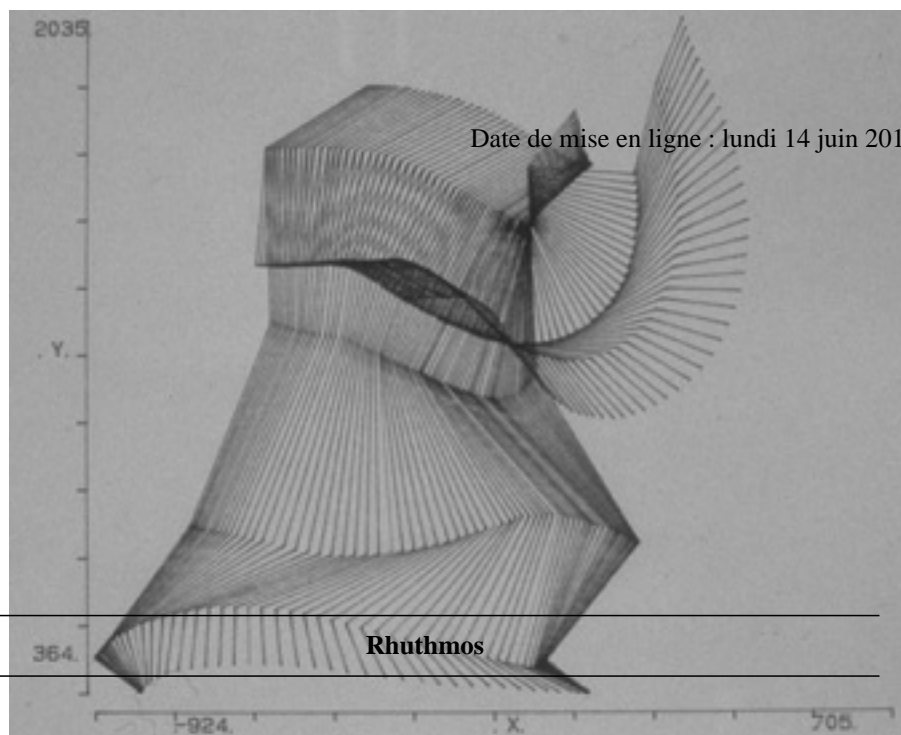 2035
Date de mise en ligne : lundi 14 juin 201
. Y.
Rhuthmos
364.
-924.
. X.
705.